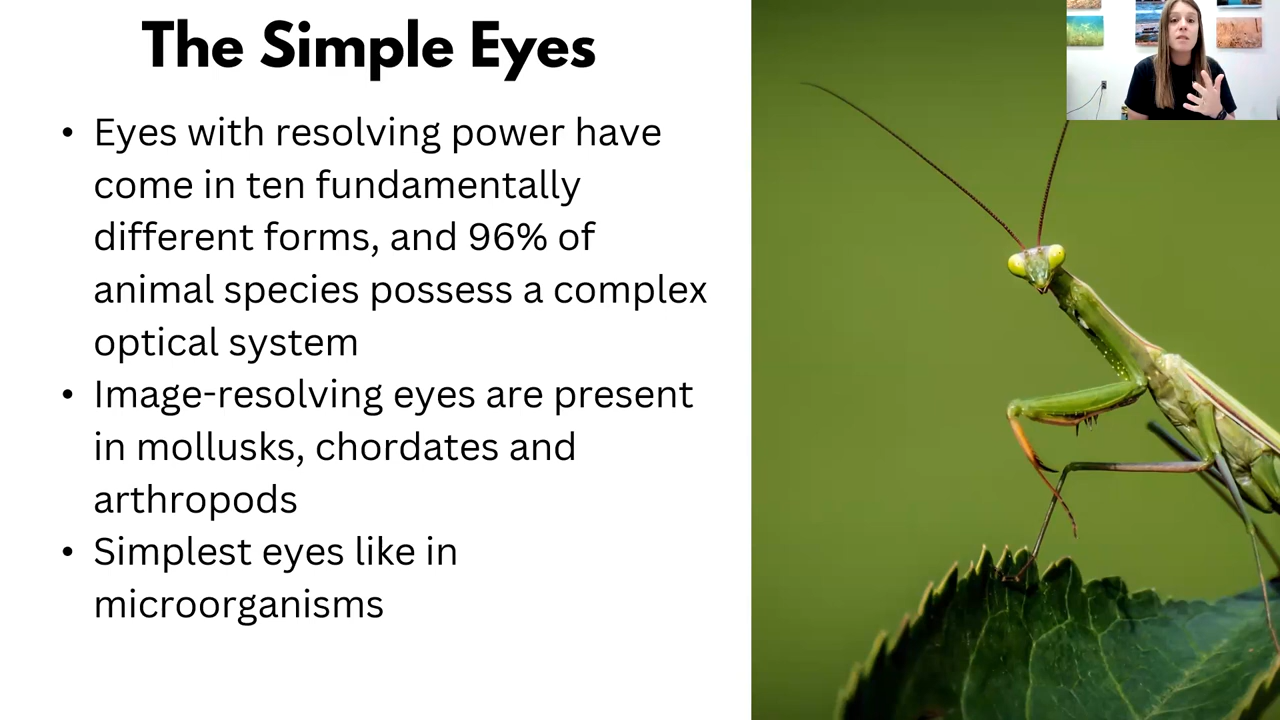 The Simple Eyes
• Eyes with resolving power have
come in ten fundamentally
different forms, and 96% of
animal species possess a complex
optical system
• Image-resolving eyes are present
in mollusks, chordates and
arthropods
• Simplest eyes like in
microorganisms